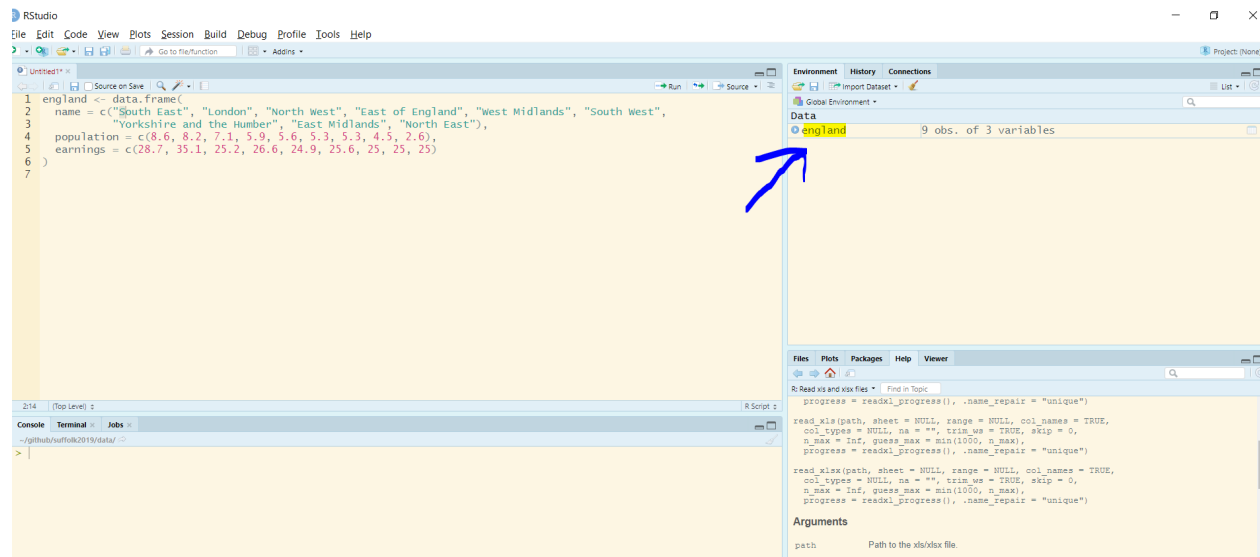 RStudio
File Edit Code View Plots Session Build Debug Profile Tools Help
Go to file/function Addins Project: (None)
Untitled1*
Source on Save Run Source
1 england <- data.frame(
2 name = c("South East", "London", "North West", "East of England", "West Midlands", "South West",
3 "Yorkshire and the Humber", "East Midlands", "North East"),
4 population = c(8.6, 8.2, 7.1, 5.9, 5.6, 5.3, 5.3, 4.5, 2.6),
5 earnings = c(28.7, 35.1, 25.2, 26.6, 24.9, 25.6, 25, 25, 25)
6 )
7
2:14 (Top Level) R Script
Console Terminal Jobs
~/github/suffolk2019/data/
>
Environment History Connections
Import Dataset List
Global Environment
Data
england 9 obs. of 3 variables
Files Plots Packages Help Viewer
R: Read xls and xlsx files Find in Topic
progress = readxl_progress(), .name_repair = "unique")
read_xls(path, sheet = NULL, range = NULL, col_names = TRUE,
col_types = NULL, na = "", trim_ws = TRUE, skip = 0,
n_max = Inf, guess_max = min(1000, n_max),
progress = readxl_progress(), .name_repair = "unique")
read_xlsx(path, sheet = NULL, range = NULL, col_names = TRUE,
col_types = NULL, na = "", trim_ws = TRUE, skip = 0,
n_max = Inf, guess_max = min(1000, n_max),
progress = readxl_progress(), .name_repair = "unique")
Arguments
path Path to the xls/xlsx file.